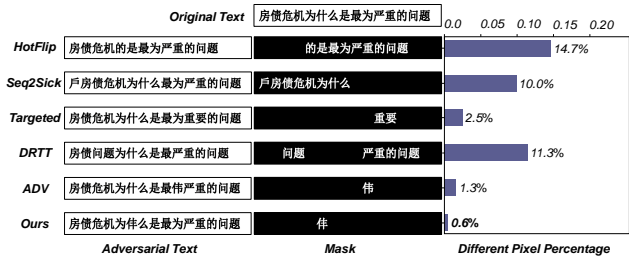 Original Text 房债危机为什么是最为严重的问题
0.0 0.05 0.10 0.15 0.20
HotFlip 房债危机的是最为严重的问题 的是最为严重的问题 14.7%
Seq2Sick 戶房债危机为什么最为严重的问题 戶房债危机为什么 10.0%
Targeted 房债危机为什么是最为重要的问题 重要 2.5%
DRTT 房债问题为什么是最严重的问题 问题 严重的问题 11.3%
ADV 房债危机为什么是最伟严重的问题 伟 1.3%
Ours 房债危机为仹么是最为严重的问题 仹 0.6%
Adversarial Text Mask Different Pixel Percentage